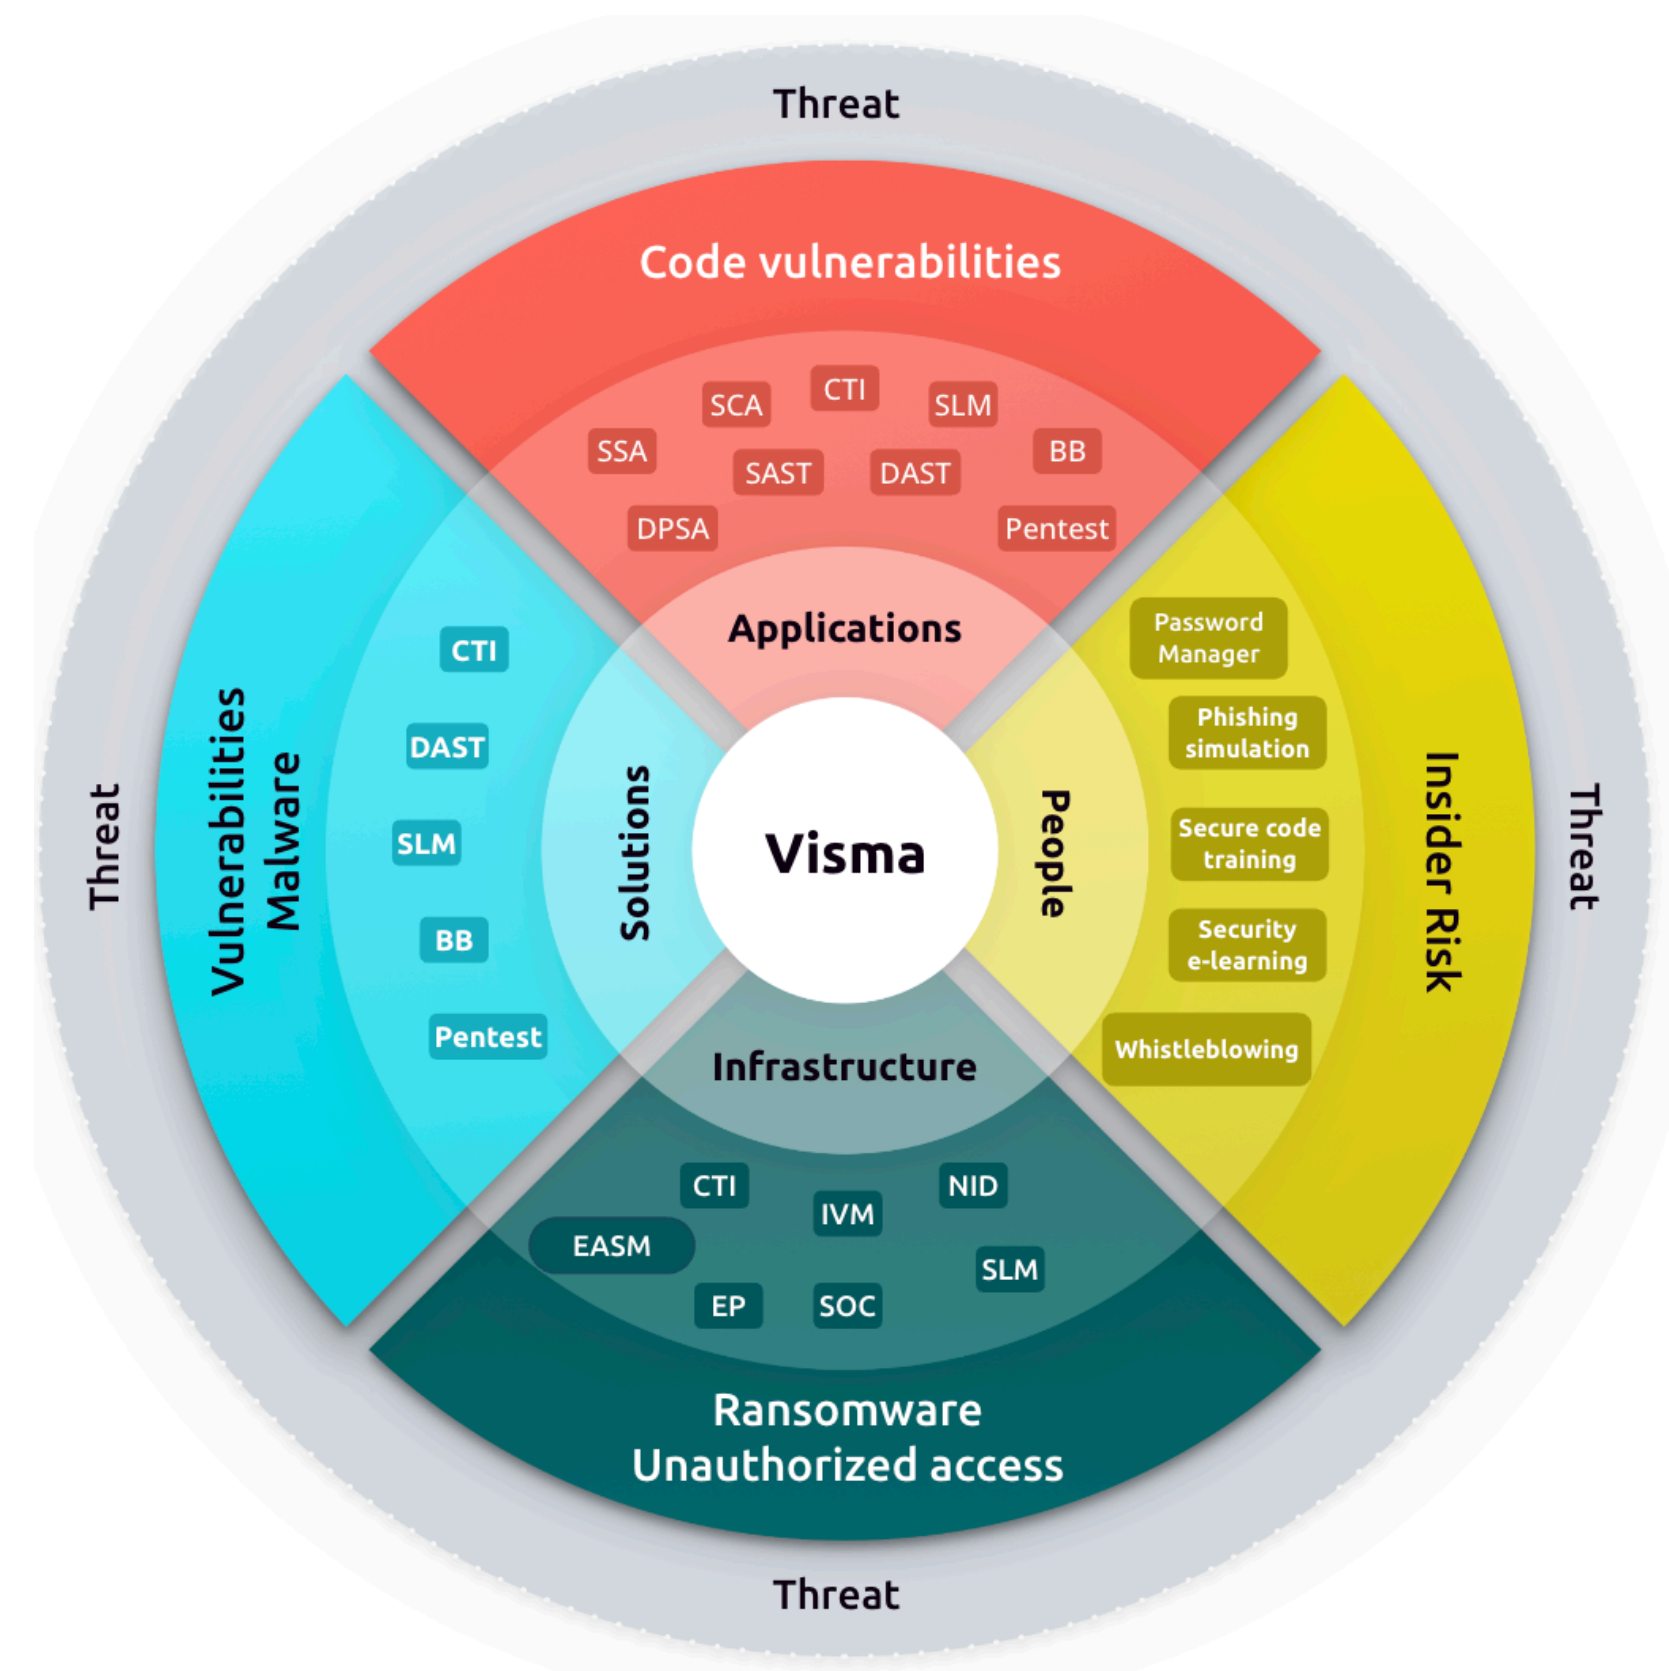 Threat
Code vulnerabilities
CTI
SCA
SLM
SSA
BB
SAST
DAST
DPSA
Pentest
Applications
Threat
Vulnerabilities
Malware
CTI
DAST
SLM
BB
Pentest
Solutions
Visma
People
Password
Manager
Phishing
simulation
Secure code
training
Security
e-learning
Whistleblowing
Insider Risk
Threat
Infrastructure
CTI
NID
IVM
EASM
SLM
EP
SOC
Ransomware
Unauthorized access
Threat